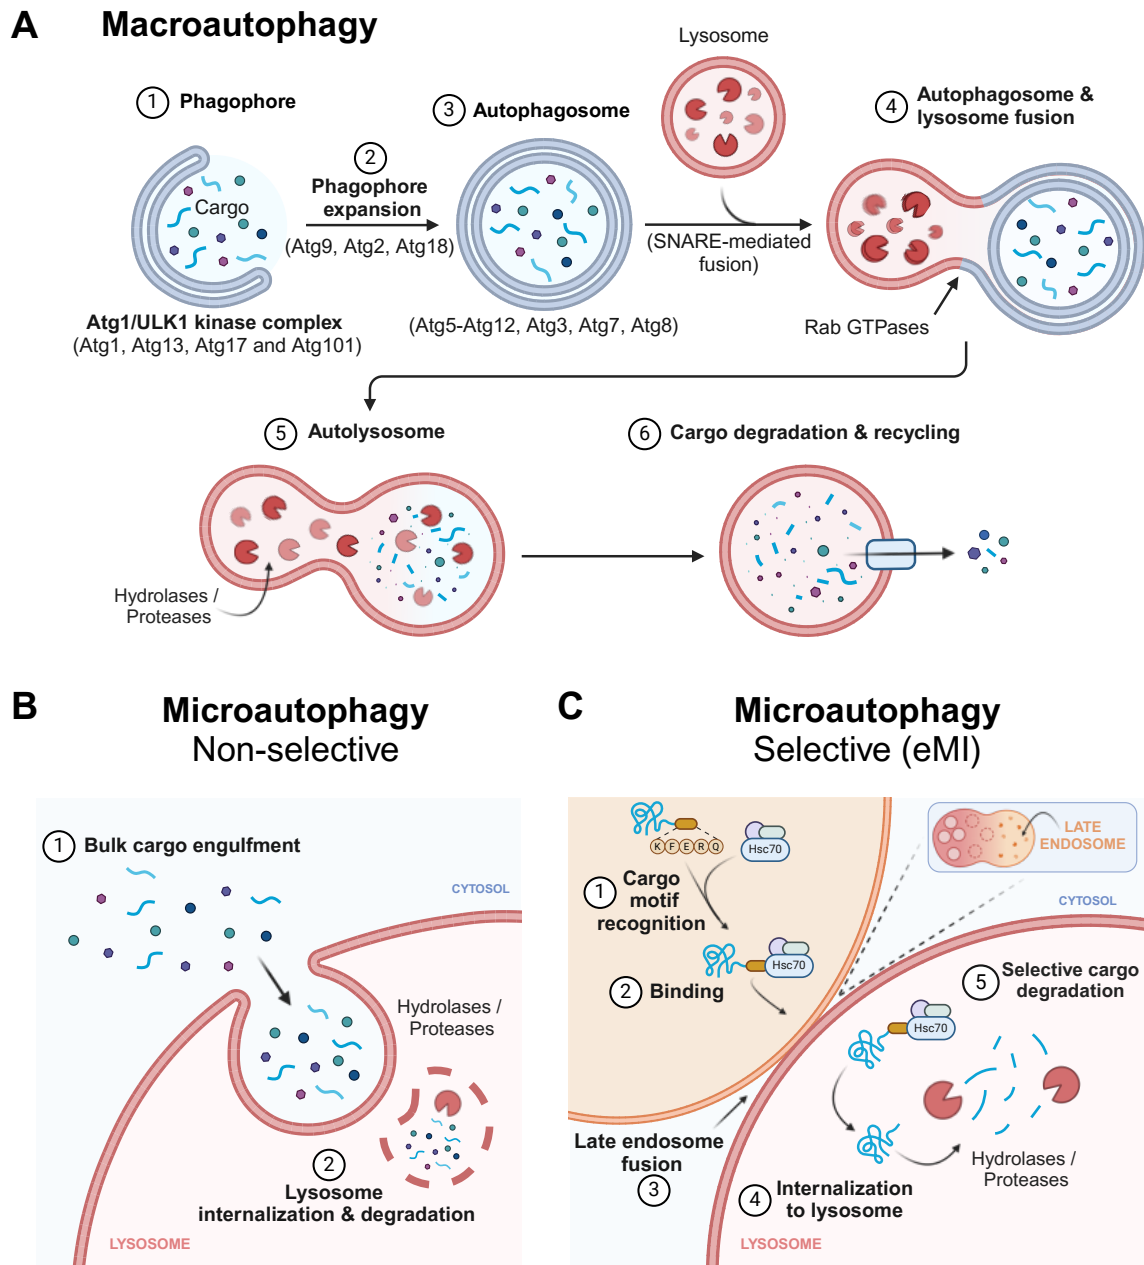 A
Macroautophagy
1 Phagophore
Cargo
Atg1/ULK1 kinase complex
(Atg1, Atg13, Atg17 and Atg101)
2
Phagophore
expansion
(Atg9, Atg2, Atg18)
3 Autophagosome
(Atg5-Atg12, Atg3, Atg7, Atg8)
Lysosome
(SNARE-mediated
fusion)
4 Autophagosome &
lysosome fusion
Rab GTPases
5 Autolysosome
Hydrolases /
Proteases
6 Cargo degradation & recycling
B
Microautophagy
Non-selective
1 Bulk cargo engulfment
CYTOSOL
Hydrolases /
Proteases
2
Lysosome
internalization & degradation
LYSOSOME
C
Microautophagy
Selective (eMI)
K F E R Q
Hsc70
1 Cargo
motif
recognition
Hsc70
2 Binding
LATE
ENDOSOME
CYTOSOL
Late endosome
fusion
3
5 Selective cargo
degradation
Hsc70
Hydrolases /
Proteases
4 Internalization
to lysosome
LYSOSOME